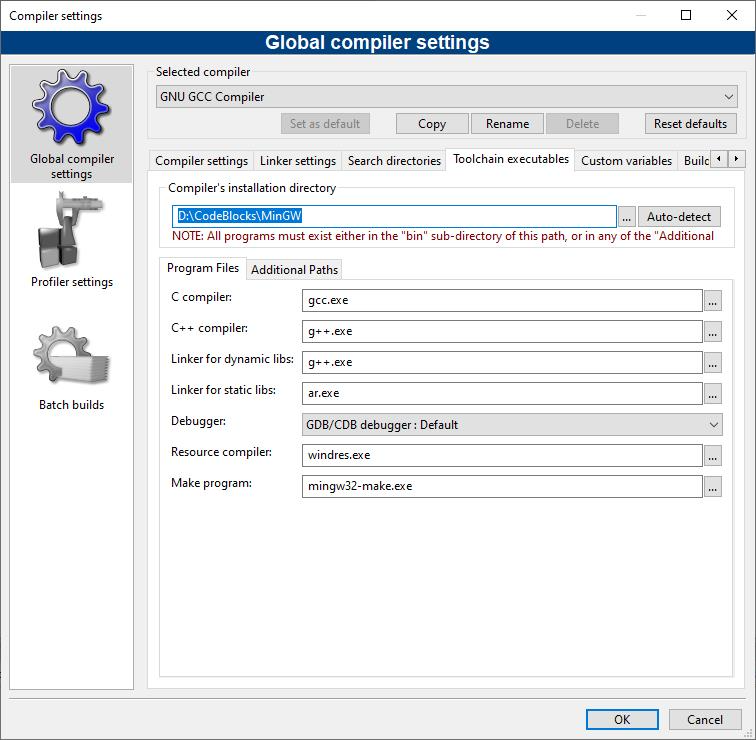 Compiler settings
Global compiler settings
Global compiler
settings
Profiler settings
Batch builds
Selected compiler
GNU GCC Compiler
Set as default
Copy
Rename
Delete
Reset defaults
Compiler settings
Linker settings
Search directories
Toolchain executables
Custom variables
Build
Compiler's installation directory
D:\CodeBlocks\MinGW
...
Auto-detect
NOTE: All programs must exist either in the "bin" sub-directory of this path, or in any of the "Additional
Program Files
Additional Paths
C compiler:
gcc.exe
...
C++ compiler:
g++.exe
...
Linker for dynamic libs:
g++.exe
...
Linker for static libs:
ar.exe
...
Debugger:
GDB/CDB debugger : Default
Resource compiler:
windres.exe
...
Make program:
mingw32-make.exe
...
OK
Cancel